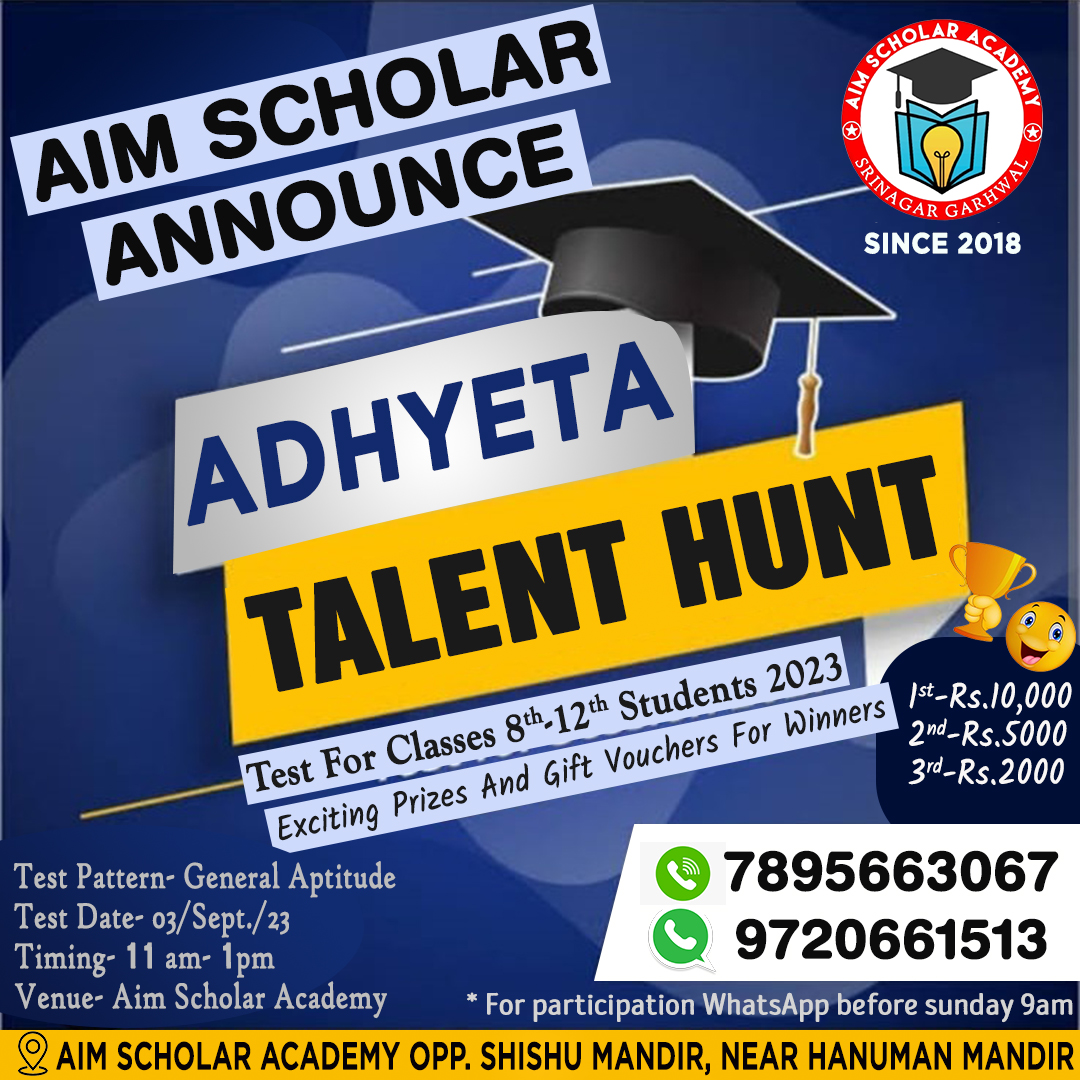 AIM SCHOLAR
ANNOUNCE
AIM SCHOLAR ACADEMY
SRINAGAR GARHWAL
SINCE 2018
ADHYETA
TALENT HUNT
Test For Classes 8th-12th Students 2023
Exciting Prizes And Gift Vouchers For Winners
1st-Rs.10,000
2nd-Rs.5000
3rd-Rs.2000
Test Pattern- General Aptitude
Test Date- 03/Sept./23
Timing- 11 am- 1pm
Venue- Aim Scholar Academy
7895663067
9720661513
* For participation WhatsApp before sunday 9am
AIM SCHOLAR ACADEMY OPP. SHISHU MANDIR, NEAR HANUMAN MANDIR